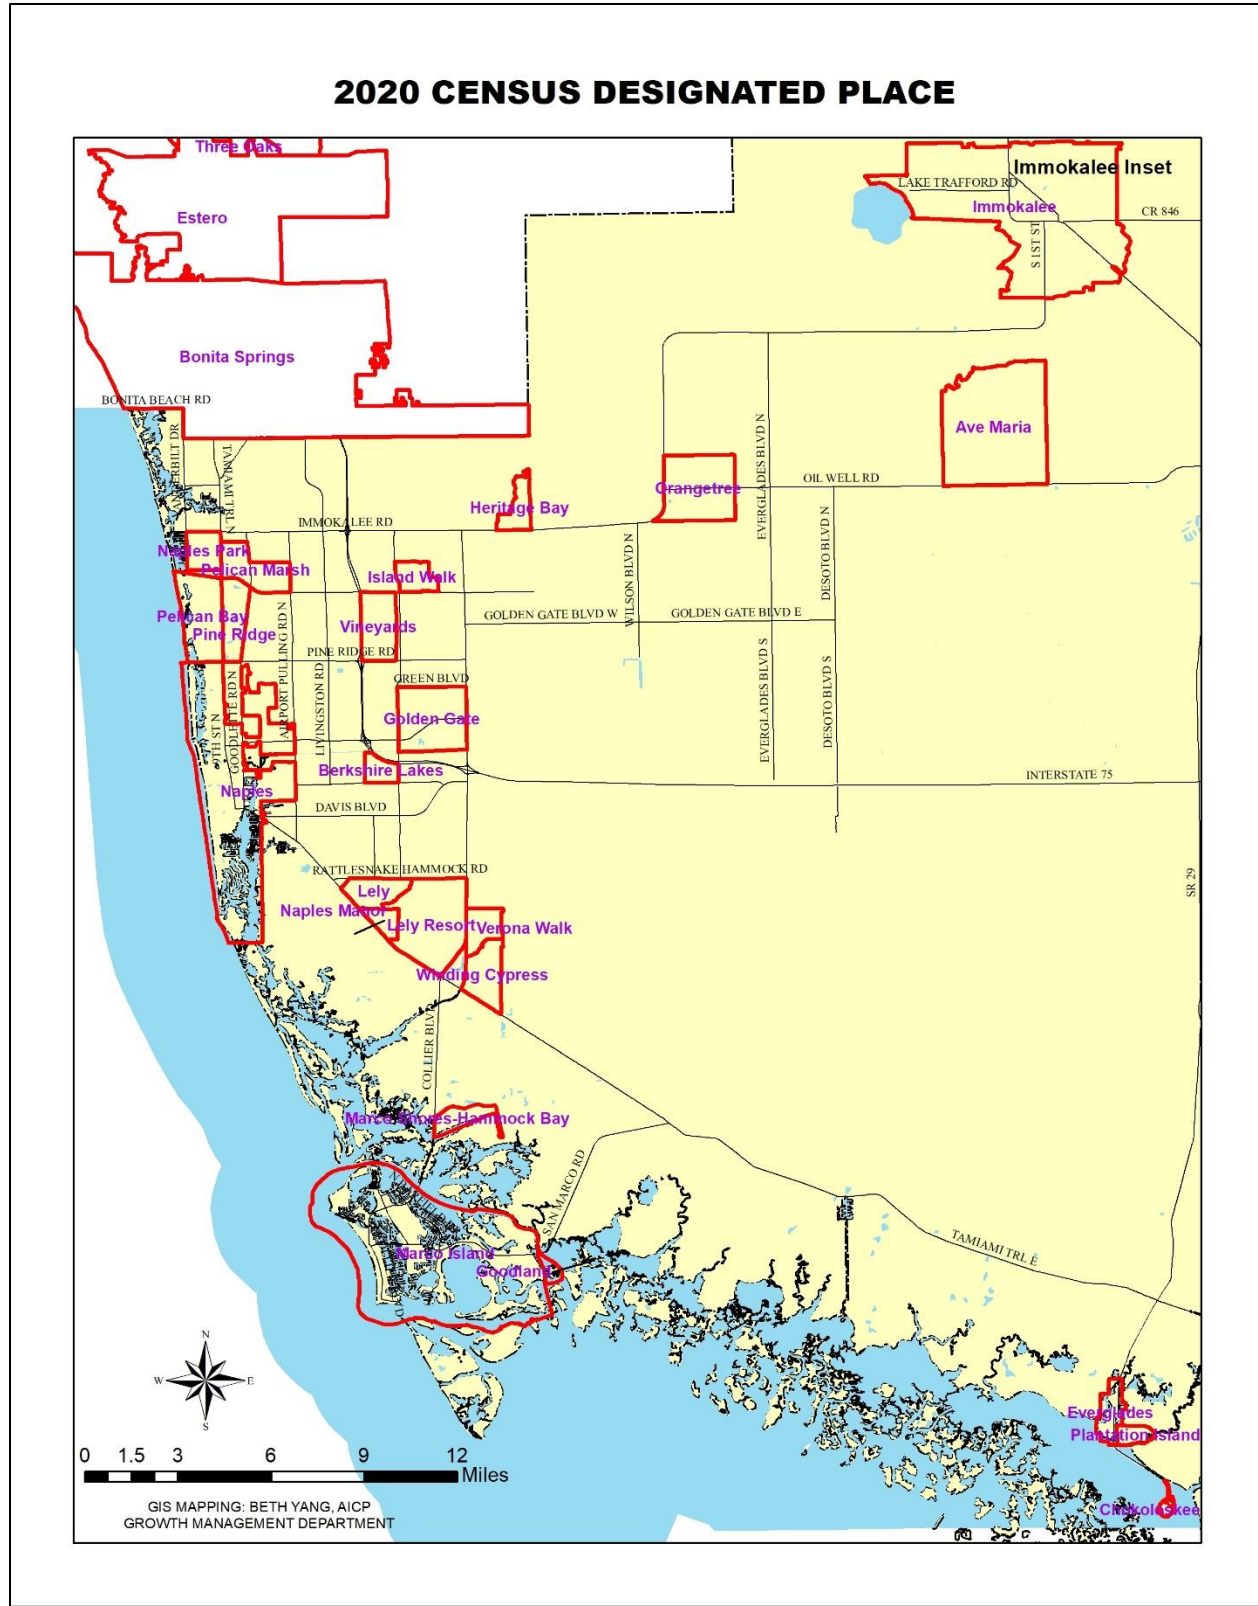 2020 CENSUS DESIGNATED PLACE
Three Oaks
Immokalee Inset
LAKE TRAFFORD RD
Immokalee
CR 846
Estero
S 1ST ST
Bonita Springs
BONITA BEACH RD
Ave Maria
TAMIAMI TRL N
EVERGLADES BLVD N
OIL WELL RD
Orangetree
Heritage Bay
IMMOKALEE RD
DESOTO BLVD N
WILSON BLVD N
Naples Park
Pelican Marsh
Island Walk
Pelican Bay
GOLDEN GATE BLVD W
GOLDEN GATE BLVD E
Vineyards
Pine Ridge
PINE RIDGE RD
AIRPORT PULLING RD N
LIVINGSTON RD
GREEN BLVD
EVERGLADES BLVD S
DESOTO BLVD S
9TH ST N
GOODLETTE RD N
Golden Gate
Berkshire Lakes
INTERSTATE 75
Naples
DAVIS BLVD
RATTLESNAKE HAMMOCK RD
SR 29
Lely
Naples Manor
Lely Resort
Verona Walk
Winding Cypress
COLLIER BLVD
Marco Shores-Hammock Bay
SAN MARCO RD
TAMIAMI TRL E
Marco Island
Goodland
N
W
E
S
Everglades
Plantation Island
Chokoloskee
0 1.5 3 6 9 12
Miles
GIS MAPPING: BETH YANG, AICP
GROWTH MANAGEMENT DEPARTMENT